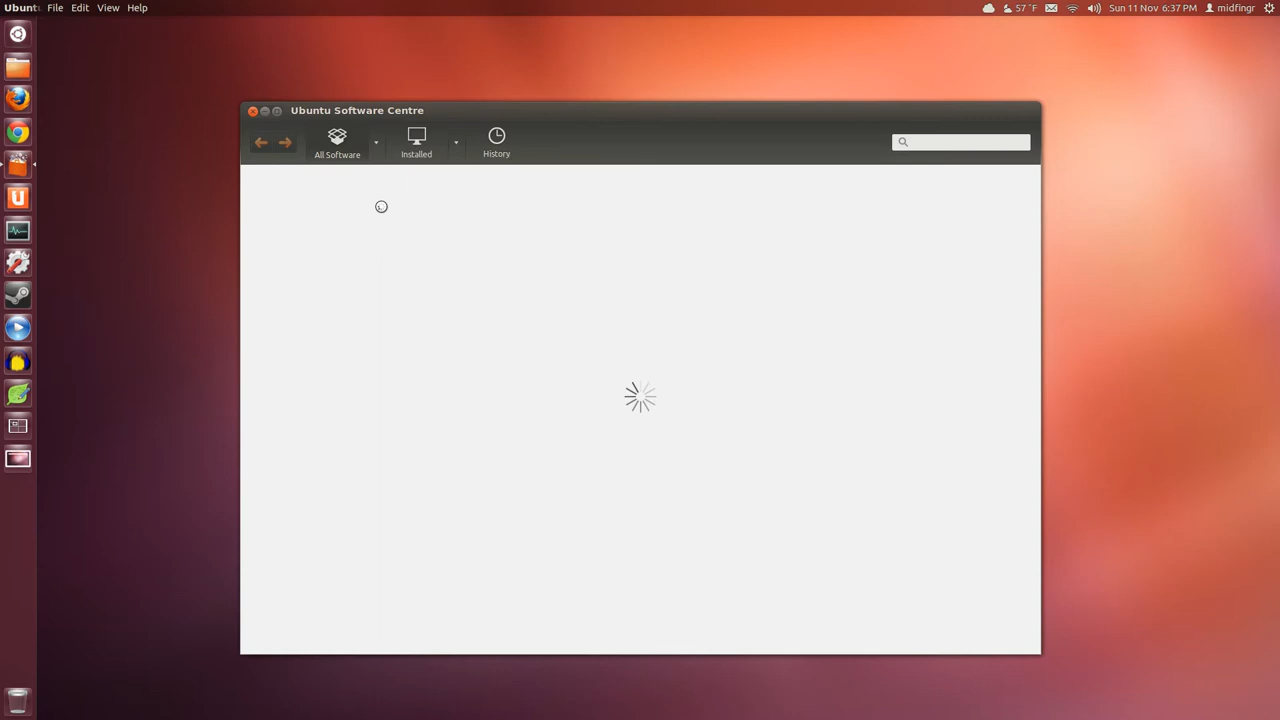 Ubuntu File Edit View Help
57 °F Sun 11 Nov 6:37 PM midfingr
Ubuntu Software Centre
All Software Installed History